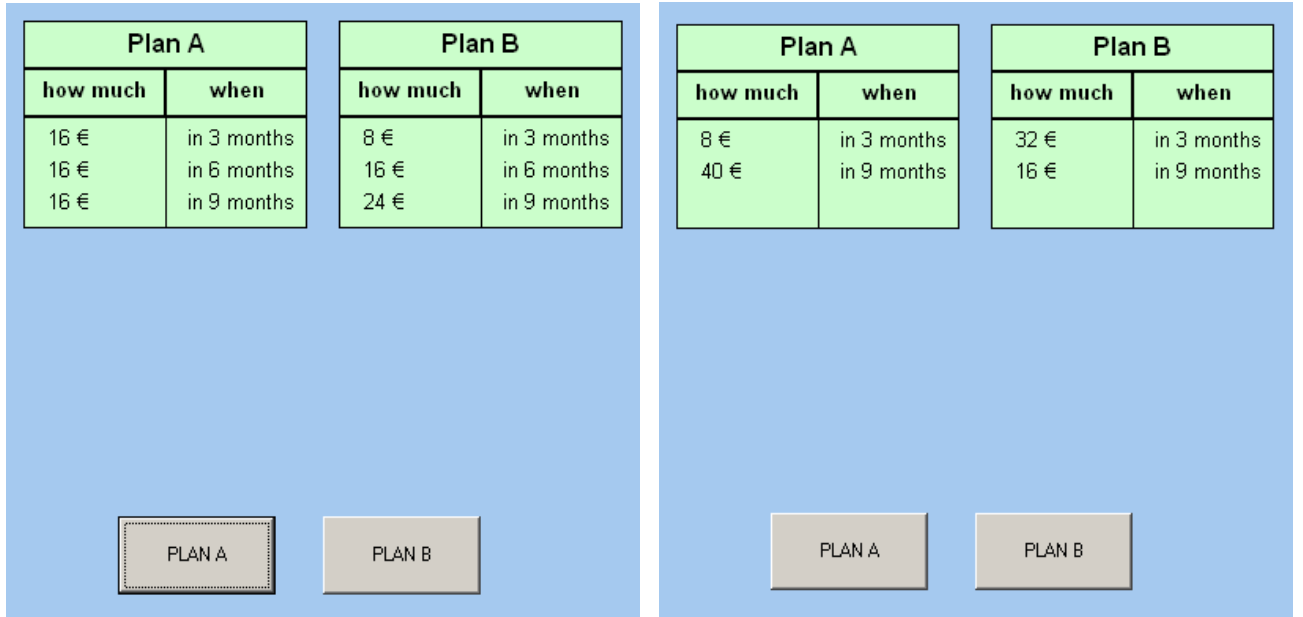 Plan A
how much when
16 € in 3 months
16 € in 6 months
16 € in 9 months
Plan B
how much when
8 € in 3 months
16 € in 6 months
24 € in 9 months
PLAN A
PLAN B
Plan A
how much when
8 € in 3 months
40 € in 9 months
Plan B
how much when
32 € in 3 months
16 € in 9 months
PLAN A
PLAN B